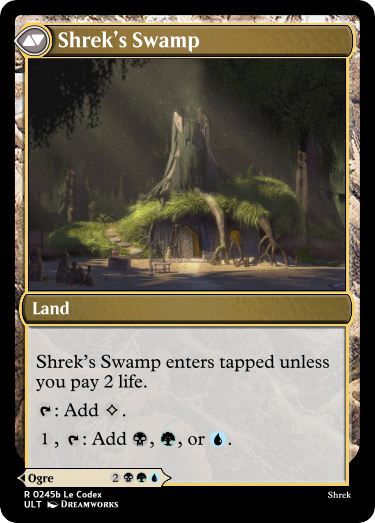 Shrek's Swamp
Land
Shrek's Swamp enters tapped unless
you pay 2 life.
: Add .
1 , : Add , , or .
Ogre 2
R 0245b Le Codex Shrek
ULT DREAMWORKS